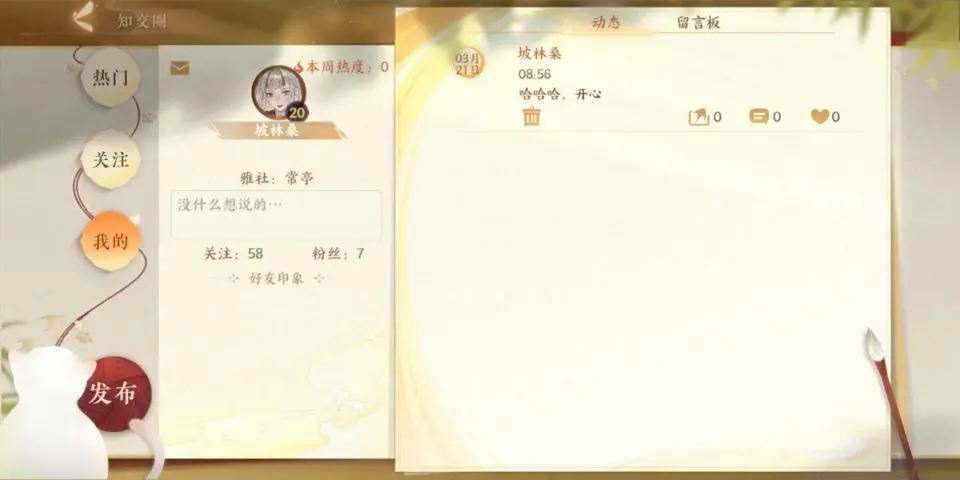 知交圈
热门
关注
我的
发布
本周热度：0
20
坡林桑
雅社：常亭
没什么想说的…
关注：58 粉丝：7
好友印象
动态 留言板
03月
21日
坡林桑
08:56
哈哈哈，开心
0 0 0